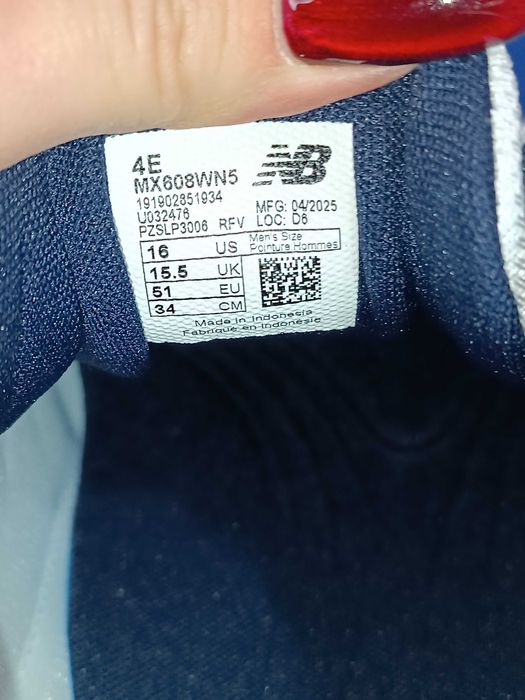 4E
MX608WN5
NB
191902851934
U032476
PZSLP3006 RFV
MFG: 04/2025
LOC: D6
16 US
15.5 UK
51 EU
34 CM
Men's Size
Pointure Hommes
Made in Indonesia
Fabriqué en Indonésie